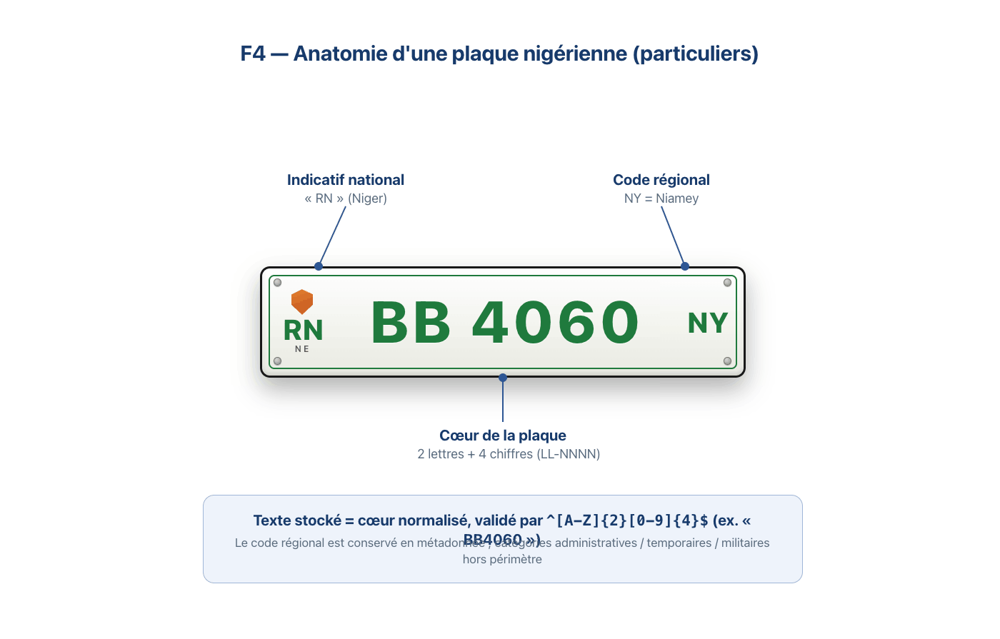 F4 — Anatomie d'une plaque nigérienne (particuliers)
Indicatif national
« RN » (Niger)
Code régional
NY = Niamey
RN
NE
BB 4060
NY
Cœur de la plaque
2 lettres + 4 chiffres (LL-NNNN)
Texte stocké = cœur normalisé, validé par ^[A-Z]{2}[0-9]{4}$ (ex. «
BB4060 »)
Le code régional est conservé en métadonnée ; catégories administratives / temporaires / militaires
hors périmètre